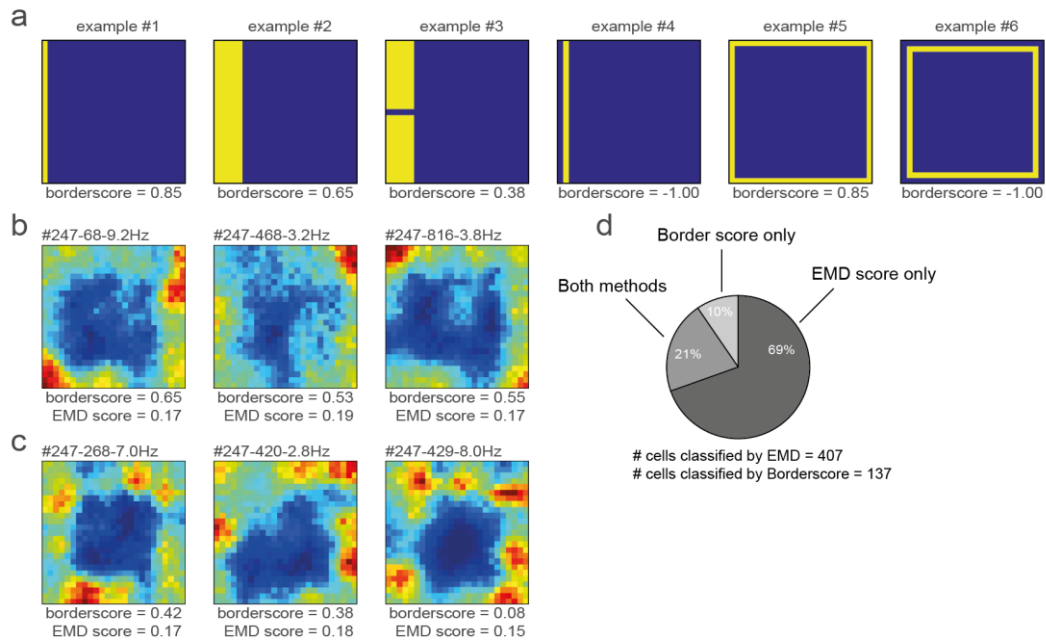 a
example #1 example #2 example #3 example #4 example #5 example #6
borderscore = 0.85 borderscore = 0.65 borderscore = 0.38 borderscore = -1.00 borderscore = 0.85 borderscore = -1.00
b
#247-68-9.2Hz #247-468-3.2Hz #247-816-3.8Hz
borderscore = 0.65 borderscore = 0.53 borderscore = 0.55
EMD score = 0.17 EMD score = 0.19 EMD score = 0.17
c
#247-268-7.0Hz #247-420-2.8Hz #247-429-8.0Hz
borderscore = 0.42 borderscore = 0.38 borderscore = 0.08
EMD score = 0.17 EMD score = 0.18 EMD score = 0.15
d
Border score only
Both methods
EMD score only
10%
21%
69%
# cells classified by EMD = 407
# cells classified by Borderscore = 137